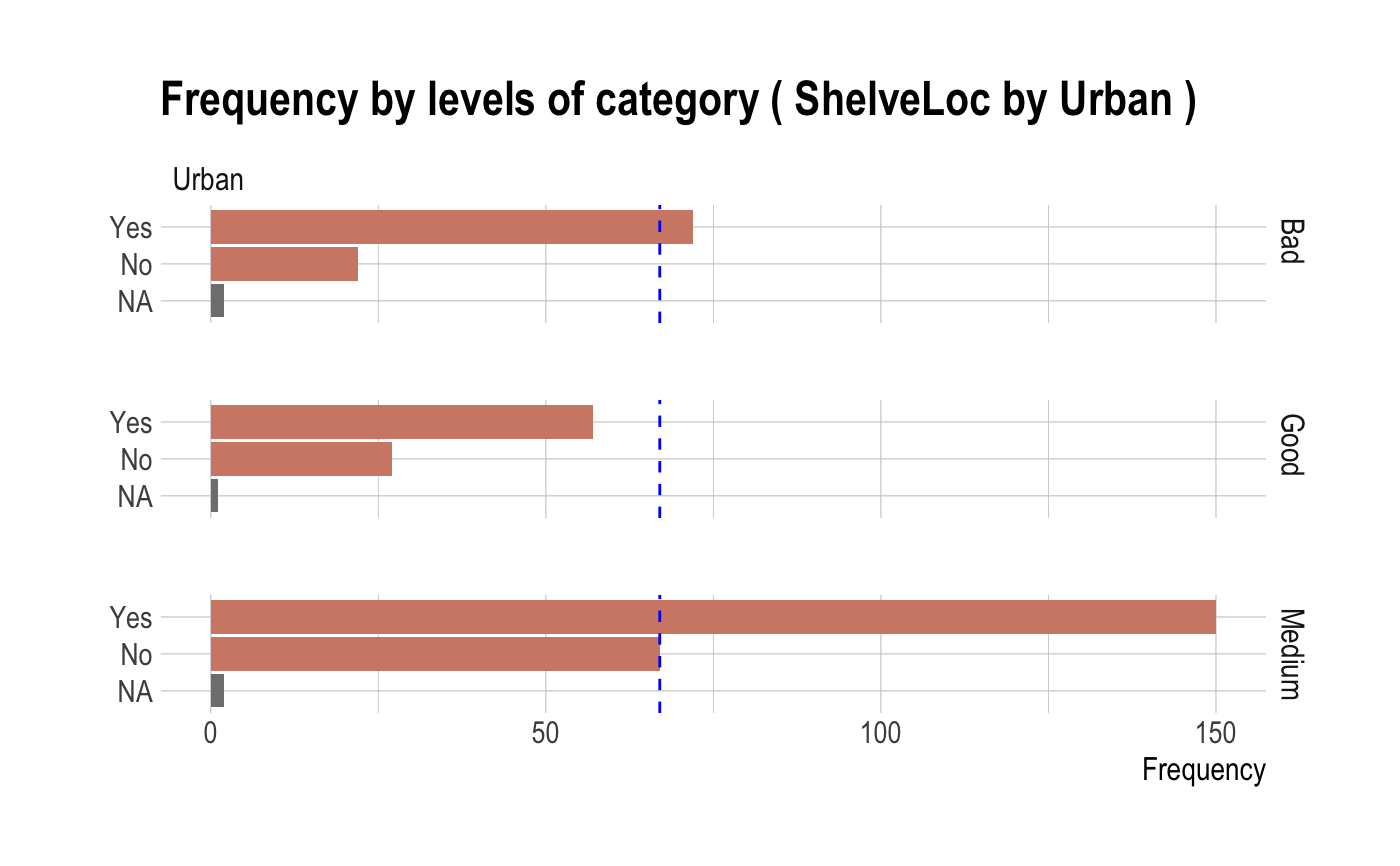 Frequency by levels of category ( ShelveLoc by Urban )
Urban
Yes
No
NA
Bad
Yes
No
NA
Good
Yes
No
NA
Medium
0 50 100 150
Frequency